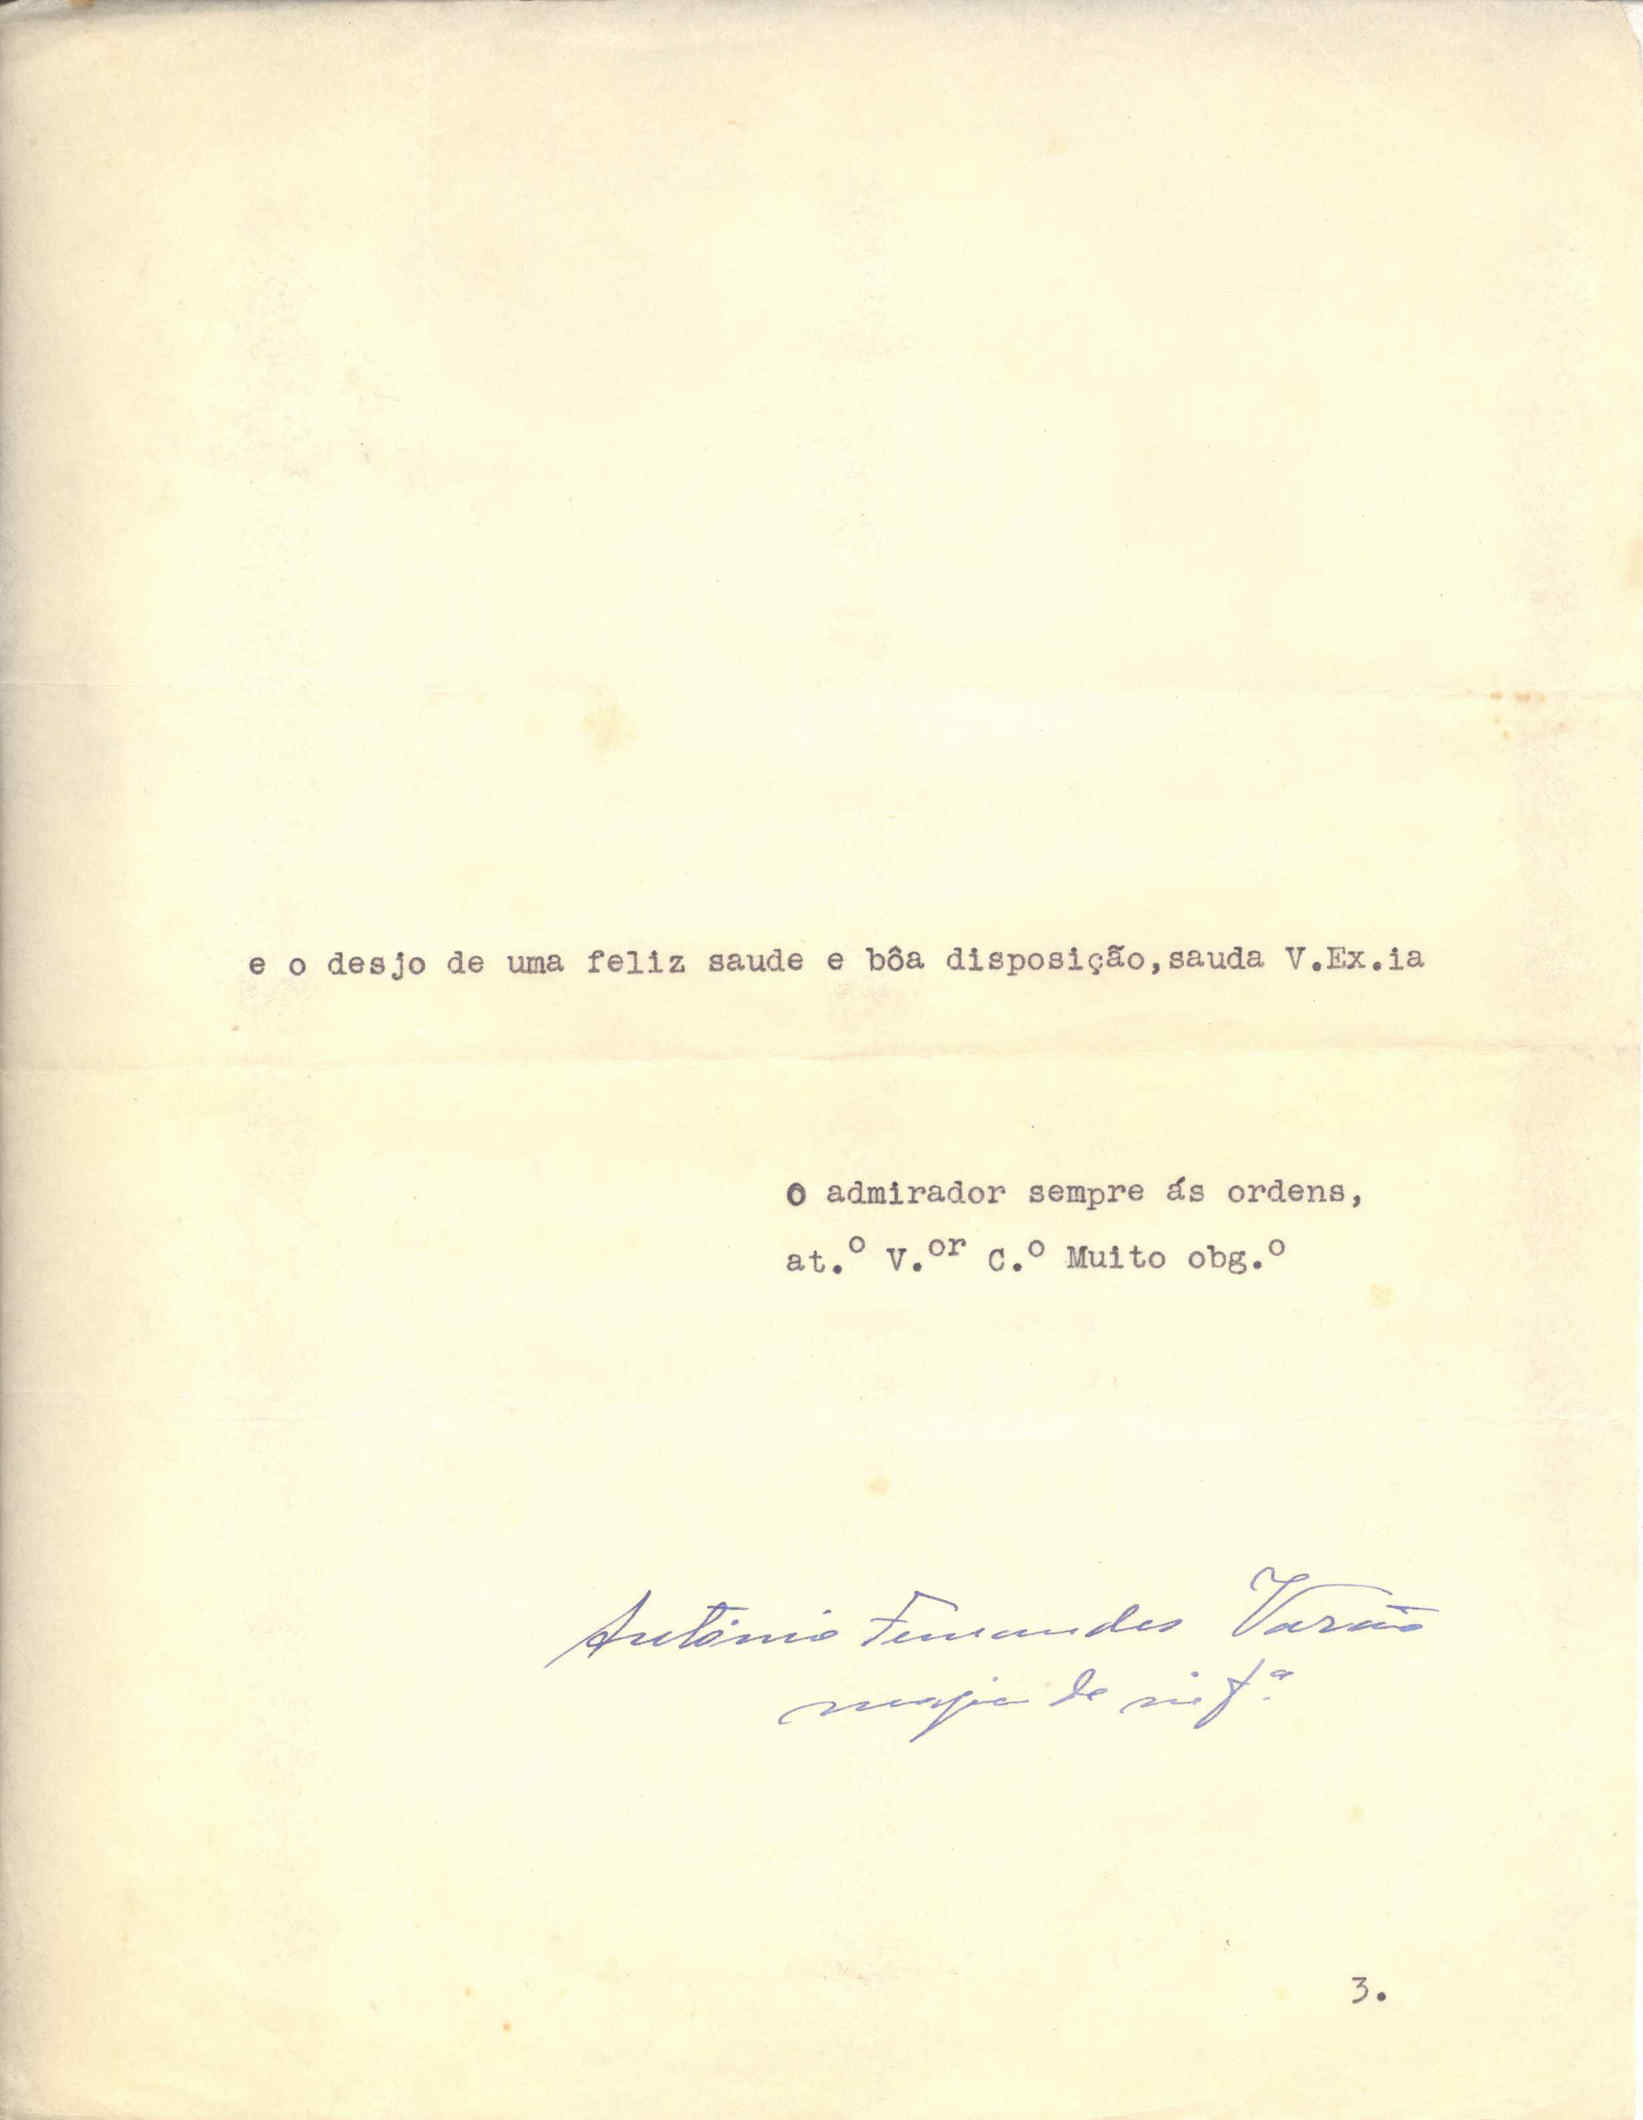 e o desjo de uma feliz saude e bôa disposição,sauda V.Ex.ia
O admirador sempre ás ordens,
at.º V.or C.º Muito obg.º
António Fernandes Varão
major de inf.ª
3.